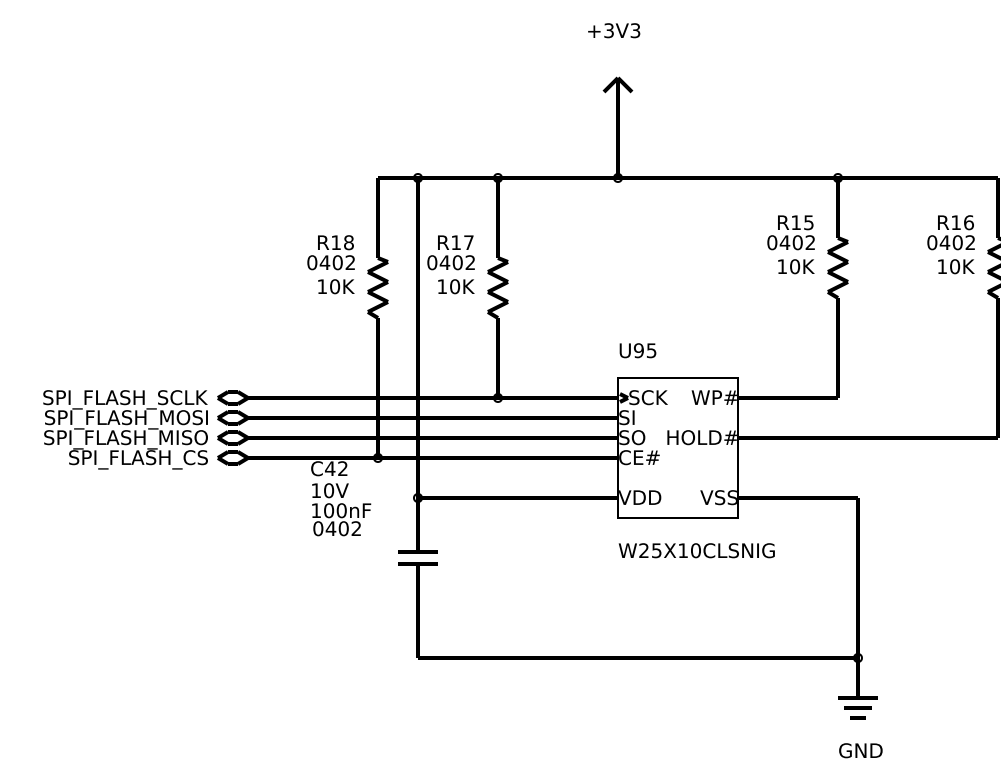 +3V3
R18
0402
10K
R17
0402
10K
R15
0402
10K
R16
0402
10K
U95
SPI_FLASH_SCLK
SPI_FLASH_MOSI
SPI_FLASH_MISO
SPI_FLASH_CS
SCK WP#
SI
SO HOLD#
CE#
VDD VSS
C42
10V
100nF
0402
W25X10CLSNIG
GND